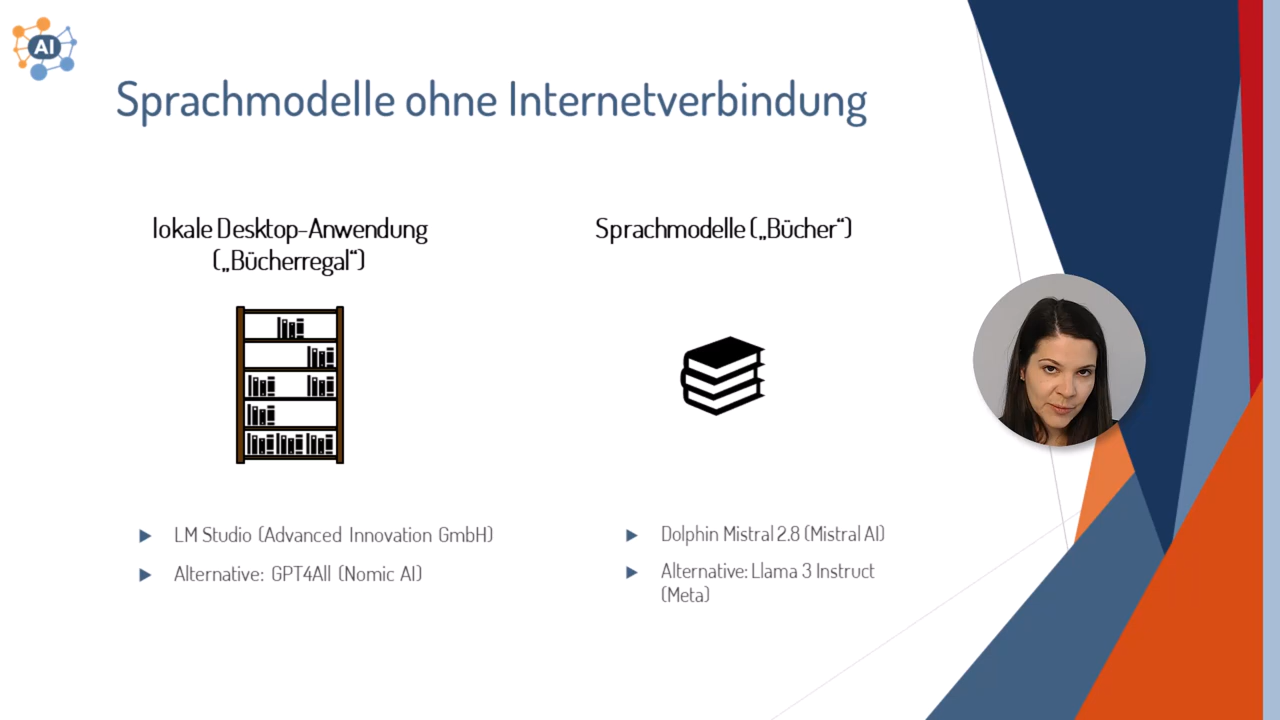 AI
Sprachmodelle ohne Internetverbindung
lokale Desktop-Anwendung
(„Bücherregal“)
Sprachmodelle („Bücher“)
LM Studio (Advanced Innovation GmbH)
Alternative: GPT4All (Nomic AI)
Dolphin Mistral 2.8 (Mistral AI)
Alternative: Llama 3 Instruct
(Meta)